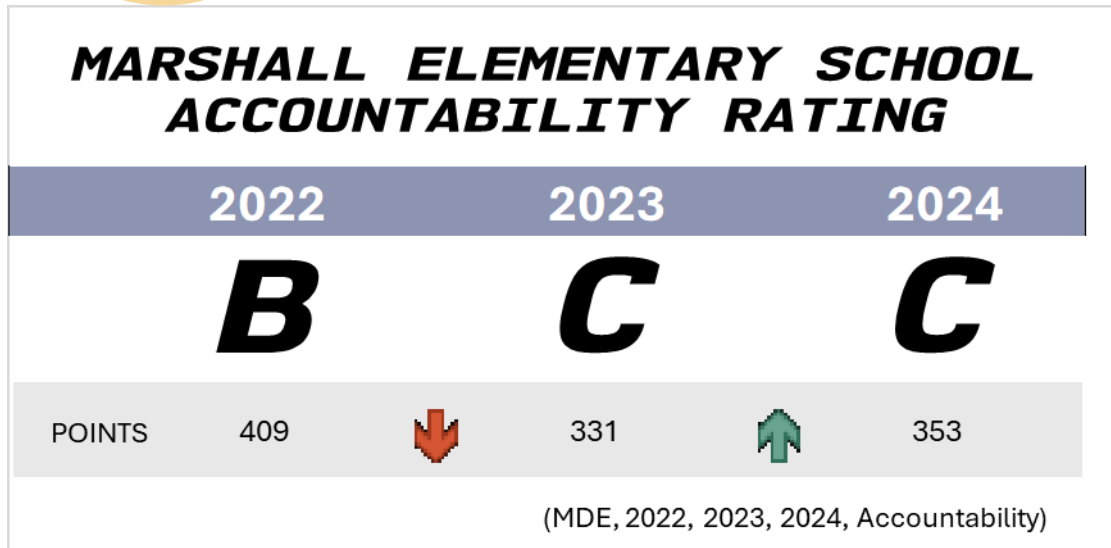 MARSHALL ELEMENTARY SCHOOL
ACCOUNTABILITY RATING
2022 2023 2024
B C C
POINTS 409 331 353
(MDE, 2022, 2023, 2024, Accountability)